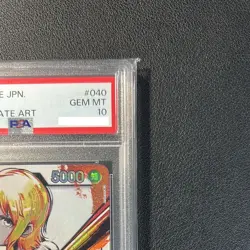 E JPN. #040
GEM MT
ATE ART 10
PSA
5000